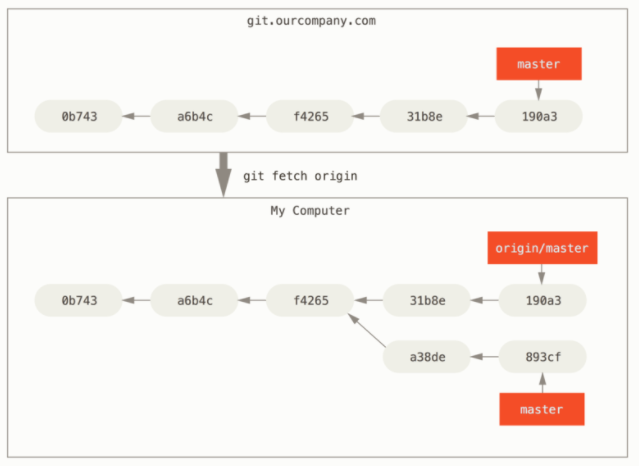 git.ourcompany.com
master
0b743 a6b4c f4265 31b8e 190a3
git fetch origin
My Computer
origin/master
0b743 a6b4c f4265 31b8e 190a3
a38de 893cf
master